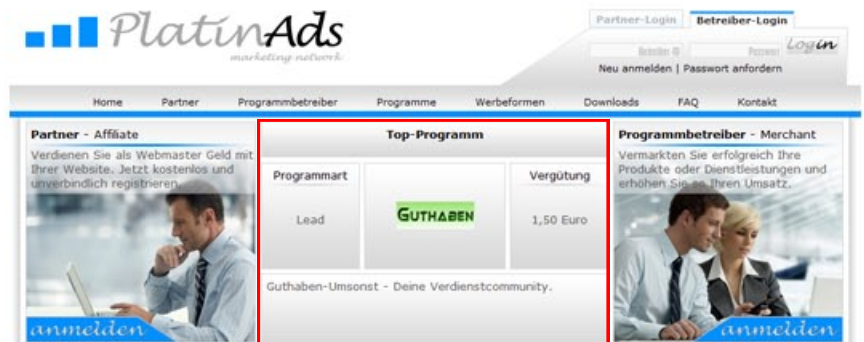 PlatinAds
marketing network
Partner-Login Betreiber-Login
Betreiber ID Passwort Login
Neu anmelden | Passwort anfordern
Home Partner Programmbetreiber Programme Werbeformen Downloads FAQ Kontakt
Partner - Affiliate
Verdienen Sie als Webmaster Geld mit
Ihrer Website. Jetzt kostenlos und
unverbindlich registrieren.
anmelden
Top-Programm
Programmart
Lead
GUTHABEN
Vergütung
1,50 Euro
Guthaben-Umsonst - Deine Verdienstcommunity.
Programmbetreiber - Merchant
Vermarkten Sie erfolgreich Ihre
Produkte oder Dienstleistungen und
erhöhen Sie so Ihren Umsatz.
anmelden